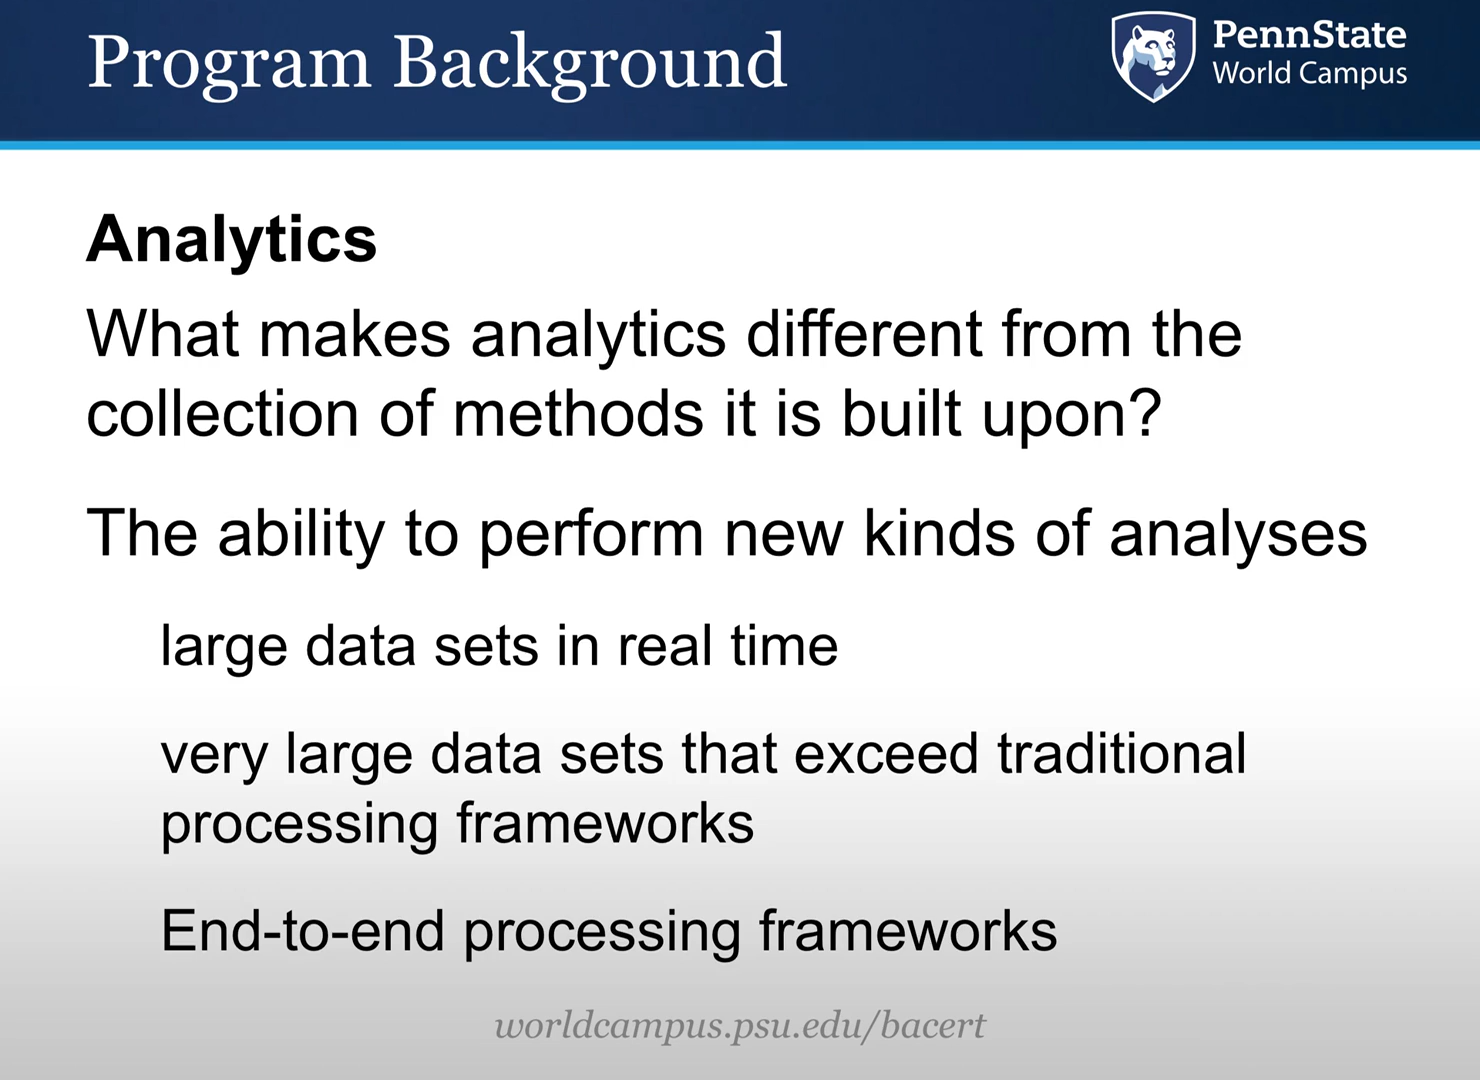 Program Background
PennState
World Campus
Analytics
What makes analytics different from the
collection of methods it is built upon?
The ability to perform new kinds of analyses
large data sets in real time
very large data sets that exceed traditional
processing frameworks
End-to-end processing frameworks
worldcampus.psu.edu/bacert